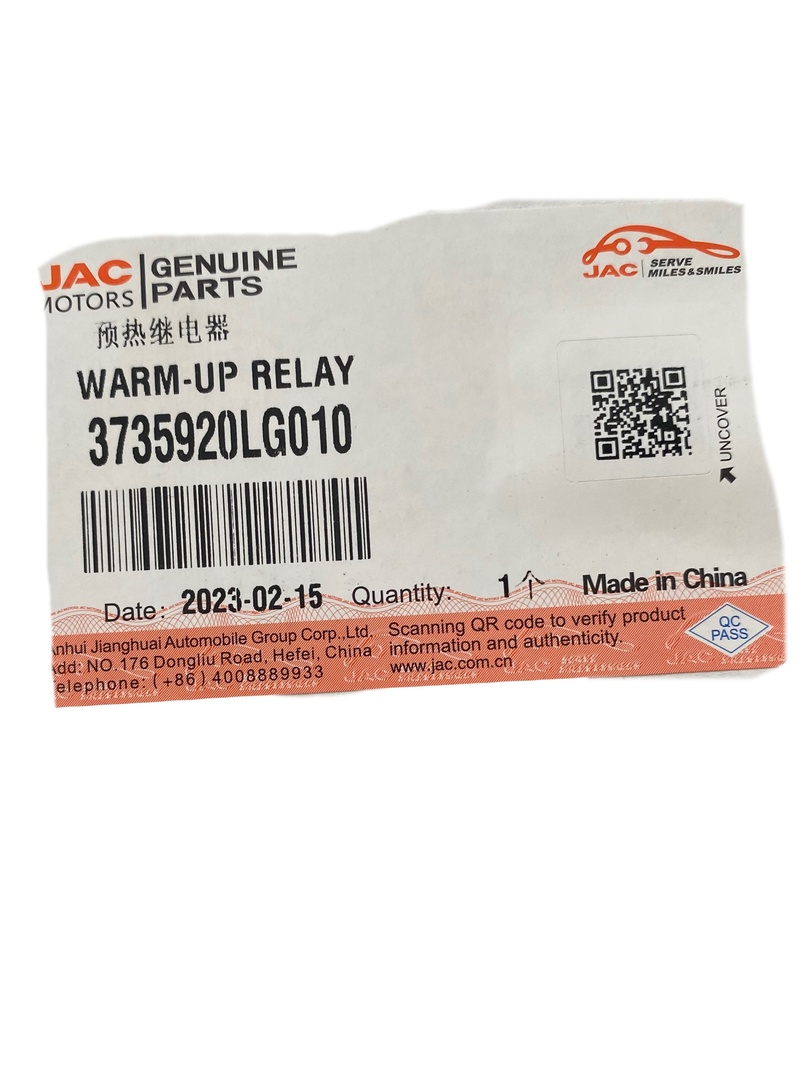 JAC
MOTORS
GENUINE
PARTS
JAC
SERVE
MILES&SMILES
预热继电器
WARM-UP RELAY
3735920LG010
UNCOVER
Date: 2023-02-15 Quantity: 1个 Made in China
Anhui Jianghuai Automobile Group Corp.,Ltd.
Add: NO.176 Dongliu Road, Hefei, China
Telephone: (+86) 4008889933
Scanning QR code to verify product
information and authenticity.
www.jac.com.cn
QC
PASS